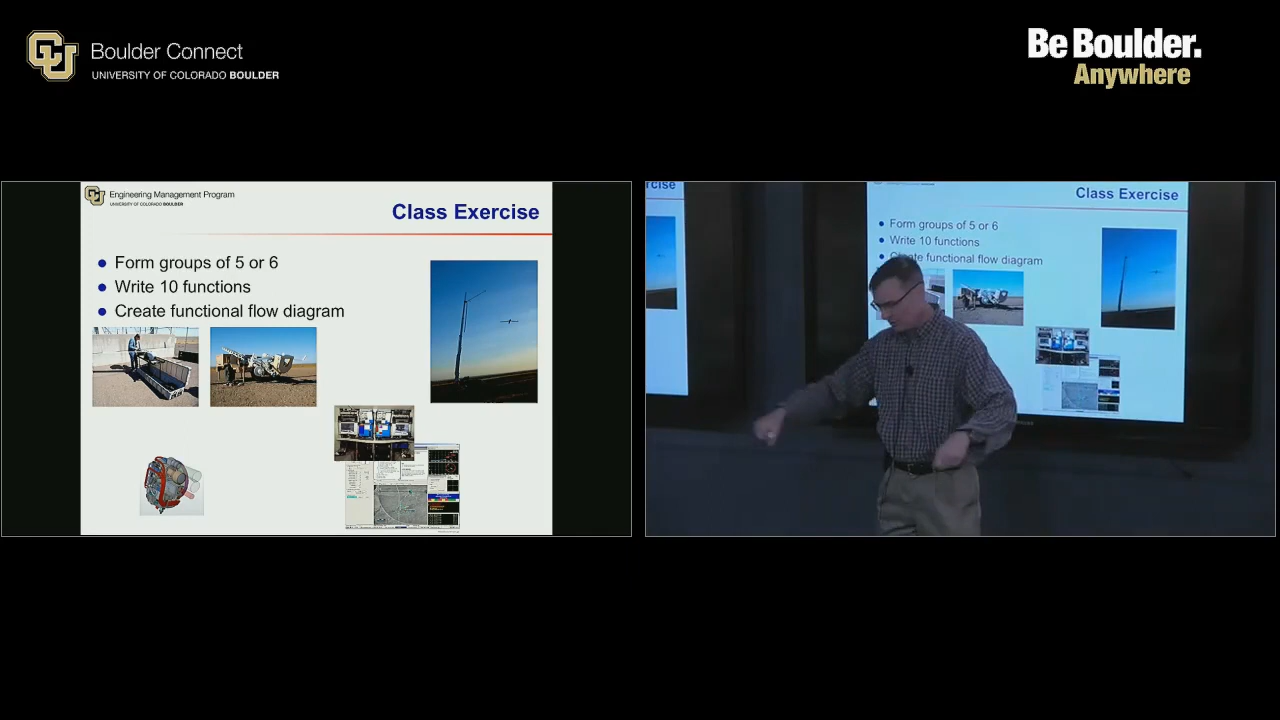 Boulder Connect
UNIVERSITY OF COLORADO BOULDER
Be Boulder.
Anywhere
Engineering Management Program
UNIVERSITY OF COLORADO BOULDER
Class Exercise
Form groups of 5 or 6
Write 10 functions
Create functional flow diagram
Class Exercise
Form groups of 5 or 6
Write 10 functions
Create functional flow diagram